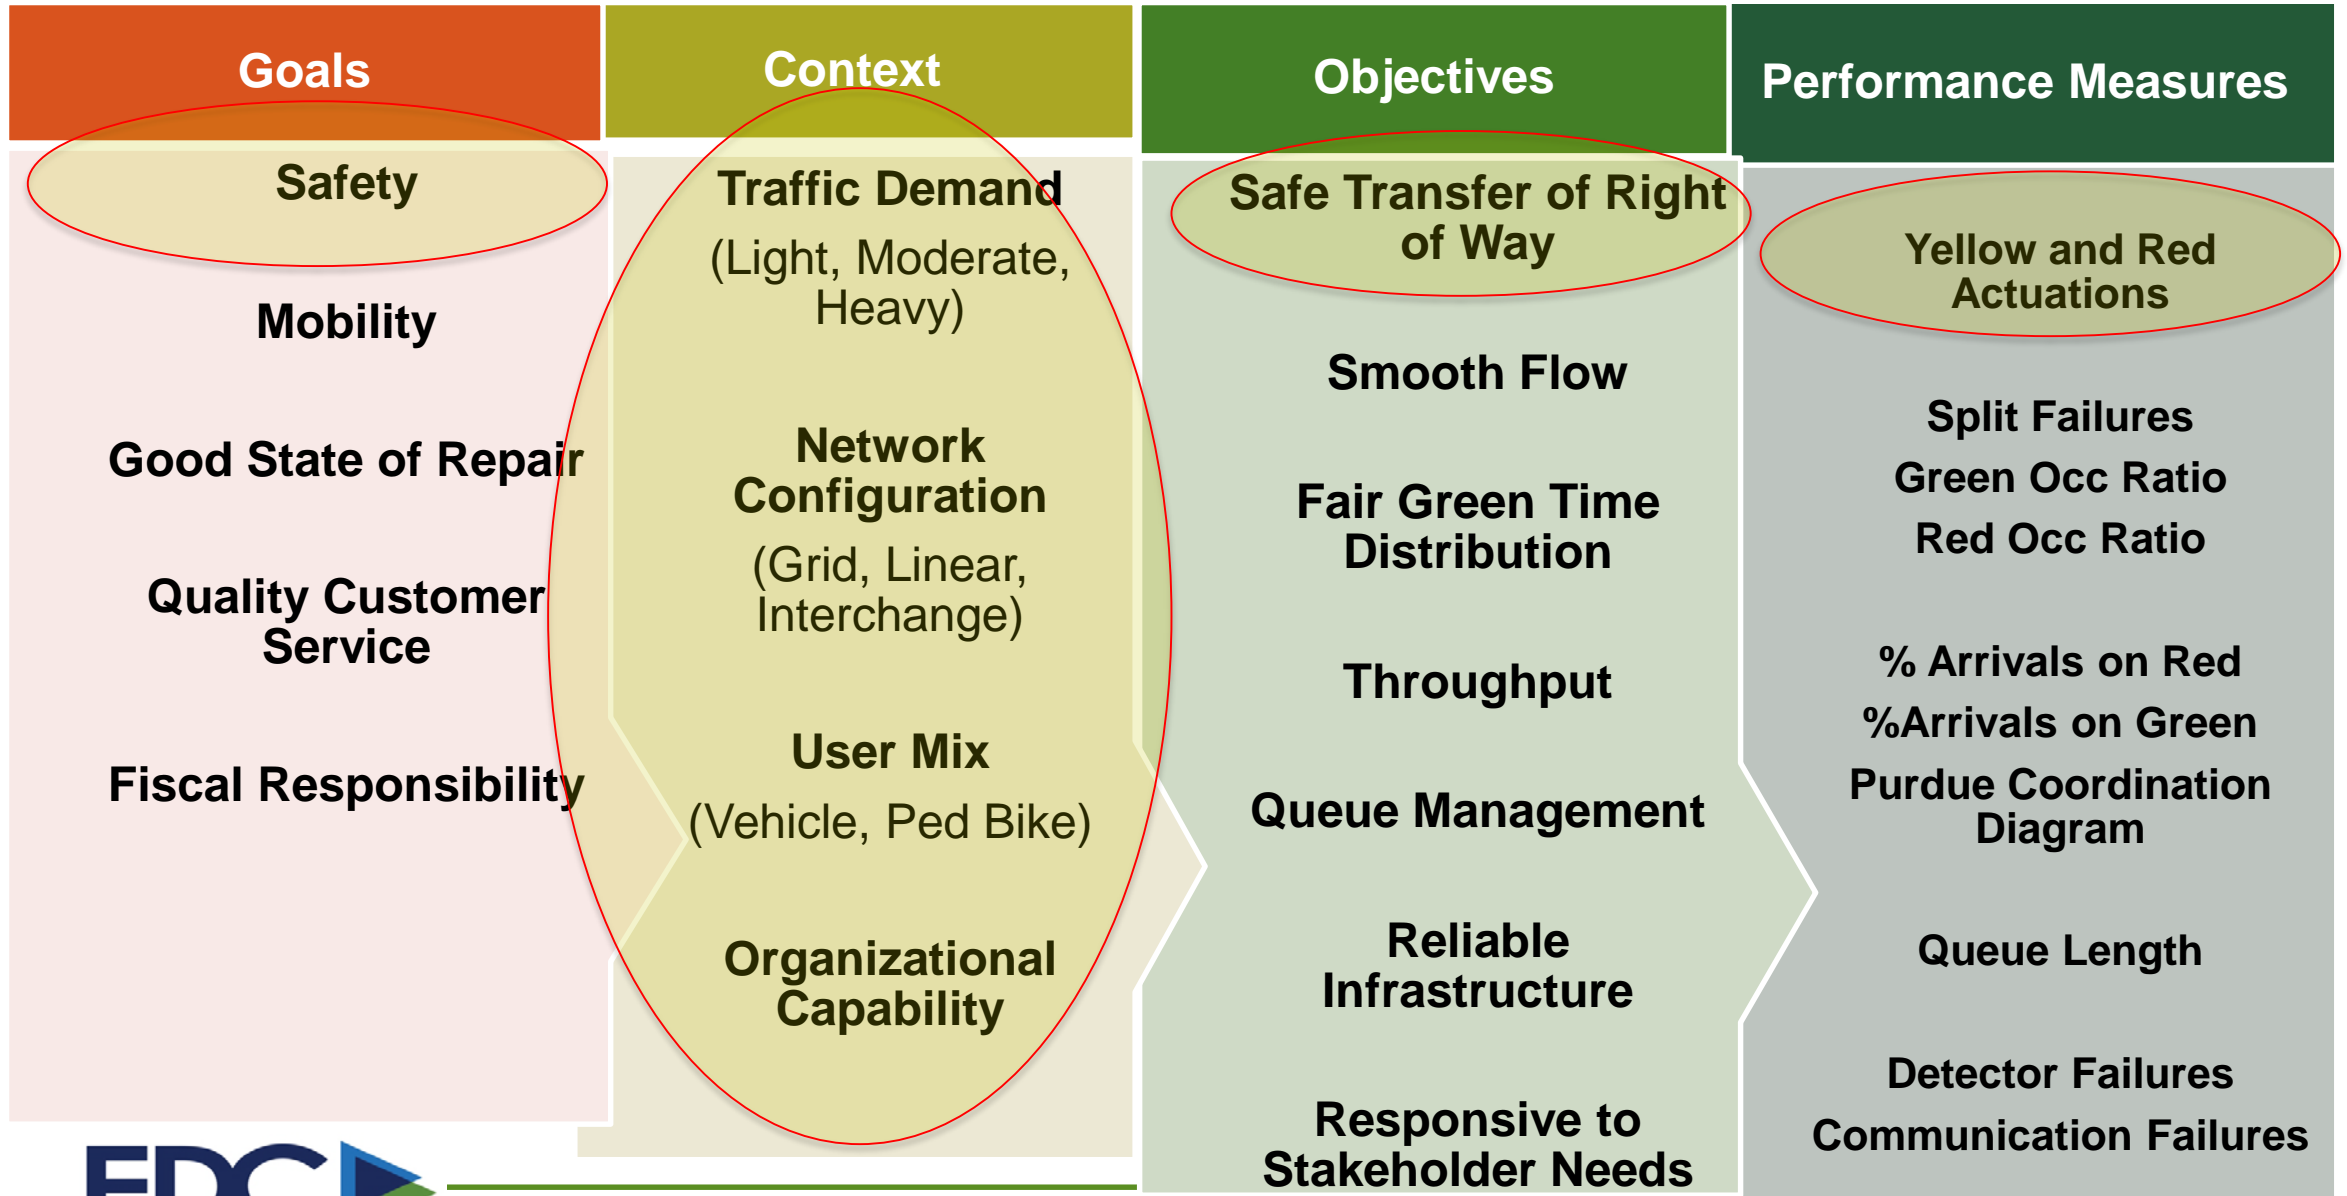 Goals
Safety
Mobility
Good State of Repair
Quality Customer
Service
Fiscal Responsibility
Context
Traffic Demand
(Light, Moderate,
Heavy)
Network
Configuration
(Grid, Linear,
Interchange)
User Mix
(Vehicle, Ped Bike)
Organizational
Capability
Objectives
Safe Transfer of Right
of Way
Smooth Flow
Fair Green Time
Distribution
Throughput
Queue Management
Reliable
Infrastructure
Responsive to
Stakeholder Needs
Performance Measures
Yellow and Red
Actuations
Split Failures
Green Occ Ratio
Red Occ Ratio
% Arrivals on Red
%Arrivals on Green
Purdue Coordination
Diagram
Queue Length
Detector Failures
Communication Failures
EDC